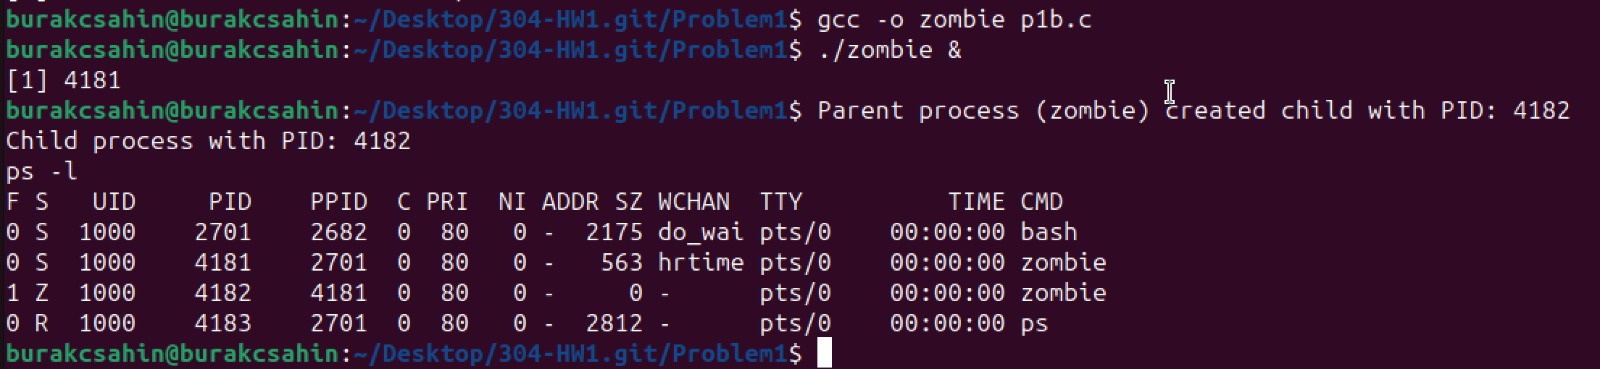 burakcsahin@burakcsahin:~/Desktop/304-HW1.git/Problem1$ gcc -o zombie p1b.c
burakcsahin@burakcsahin:~/Desktop/304-HW1.git/Problem1$ ./zombie &
[1] 4181
burakcsahin@burakcsahin:~/Desktop/304-HW1.git/Problem1$ Parent process (zombie) created child with PID: 4182
Child process with PID: 4182
ps -l
F S   UID     PID    PPID  C PRI  NI ADDR SZ WCHAN  TTY          TIME CMD
0 S  1000    2701    2682  0  80   0 -  2175 do_wai pts/0    00:00:00 bash
0 S  1000    4181    2701  0  80   0 -   563 hrtime pts/0    00:00:00 zombie
1 Z  1000    4182    4181  0  80   0 -     0 -      pts/0    00:00:00 zombie
0 R  1000    4183    2701  0  80   0 -  2812 -      pts/0    00:00:00 ps
burakcsahin@burakcsahin:~/Desktop/304-HW1.git/Problem1$